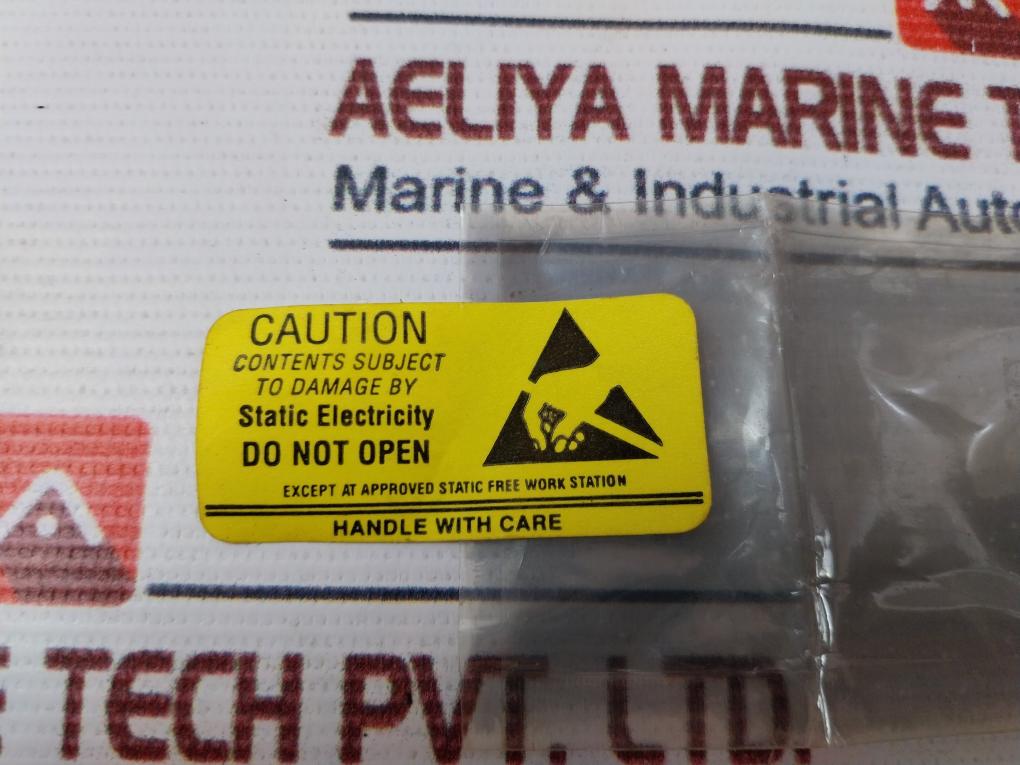 AELIYA MARINE T
Marine & Industrial Auto
CAUTION
CONTENTS SUBJECT
TO DAMAGE BY
Static Electricity
DO NOT OPEN
EXCEPT AT APPROVED STATIC FREE WORK STATION
HANDLE WITH CARE
E TECH PVT. LTD.